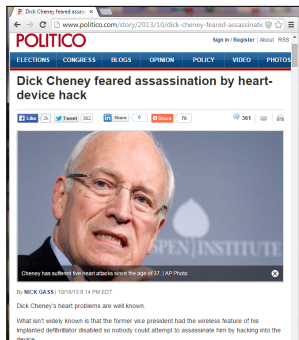 Dick Cheney feared assass
www.politico.com/story/2013/10/dick-cheney-feared-assassinatio
POLITICO
Sign in / Register | About RSS
ELECTIONS CONGRESS BLOGS OPINION POLICY VIDEO PHOTOS
Dick Cheney feared assassination by heart-
device hack
Like 2k Tweet 362 Share 0 Share 70 361
SPEN INSTITUTE
Cheney has suffered five heart attacks since the age of 37. | AP Photo
By NICK GASS | 10/18/13 8:14 PM EDT
Dick Cheney's heart problems are well known.
What isn't widely known is that the former vice president had the wireless feature of his
implanted defibrillator disabled so nobody could attempt to assassinate him by hacking into the
device.